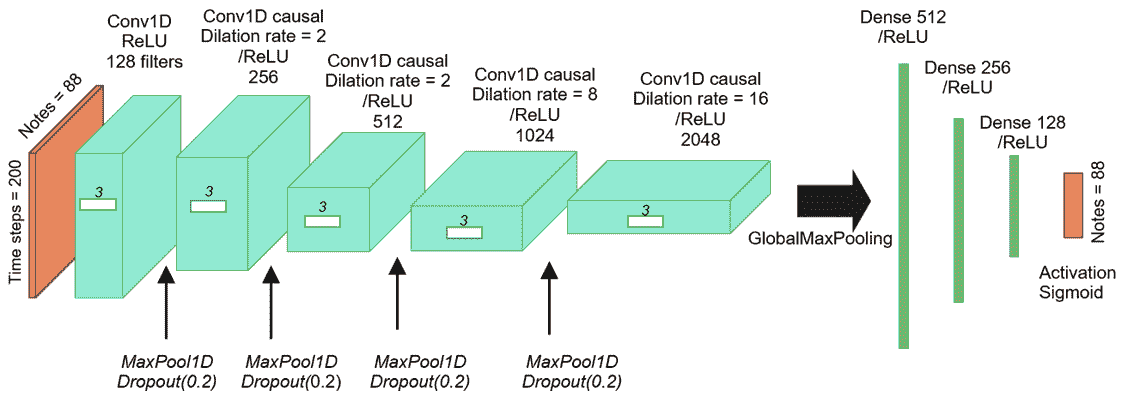 Time steps = 200
Notes = 88
Conv1D
ReLU
128 filters
Conv1D causal
Dilation rate = 2
/ReLU
256
Conv1D causal
Dilation rate = 2
/ReLU
512
Conv1D causal
Dilation rate = 8
/ReLU
1024
Conv1D causal
Dilation rate = 16
/ReLU
2048
3
3
3
3
3
MaxPool1D
Dropout(0.2)
MaxPool1D
Dropout(0.2)
MaxPool1D
Dropout(0.2)
MaxPool1D
Dropout(0.2)
GlobalMaxPooling
Dense 512
/ReLU
Dense 256
/ReLU
Dense 128
/ReLU
Notes = 88
Activation
Sigmoid